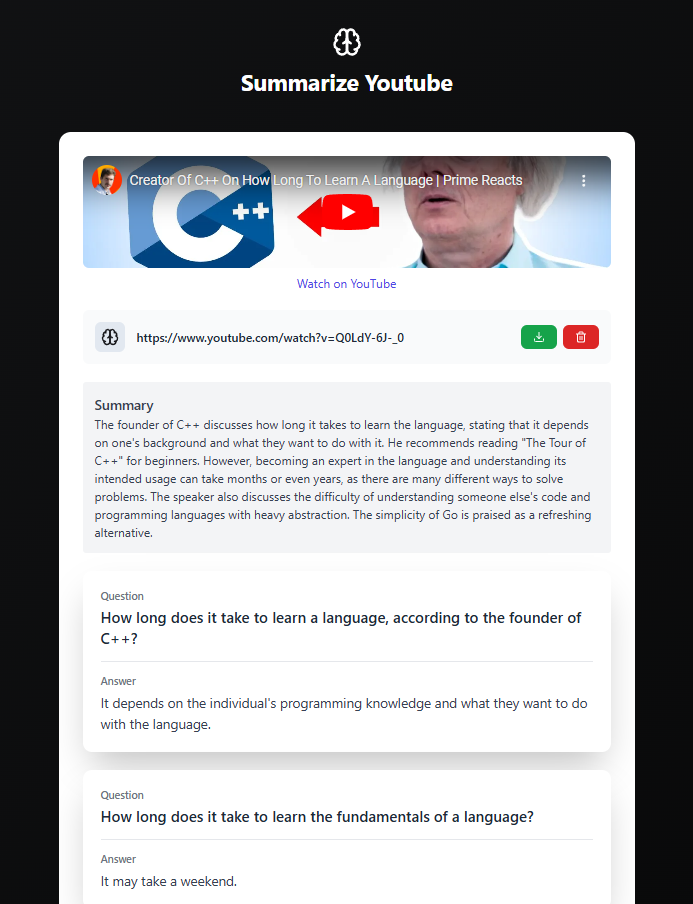 Summarize Youtube
Creator Of C++ On How Long To Learn A Language | Prime Reacts
C++
Watch on YouTube
https://www.youtube.com/watch?v=Q0LdY-6J-_0
Summary
The founder of C++ discusses how long it takes to learn the language, stating that it depends
on one's background and what they want to do with it. He recommends reading "The Tour of
C++" for beginners. However, becoming an expert in the language and understanding its
intended usage can take months or even years, as there are many different ways to solve
problems. The speaker also discusses the difficulty of understanding someone else's code and
programming languages with heavy abstraction. The simplicity of Go is praised as a refreshing
alternative.
Question
How long does it take to learn a language, according to the founder of
C++?
Answer
It depends on the individual's programming knowledge and what they want to do
with the language.
Question
How long does it take to learn the fundamentals of a language?
Answer
It may take a weekend.